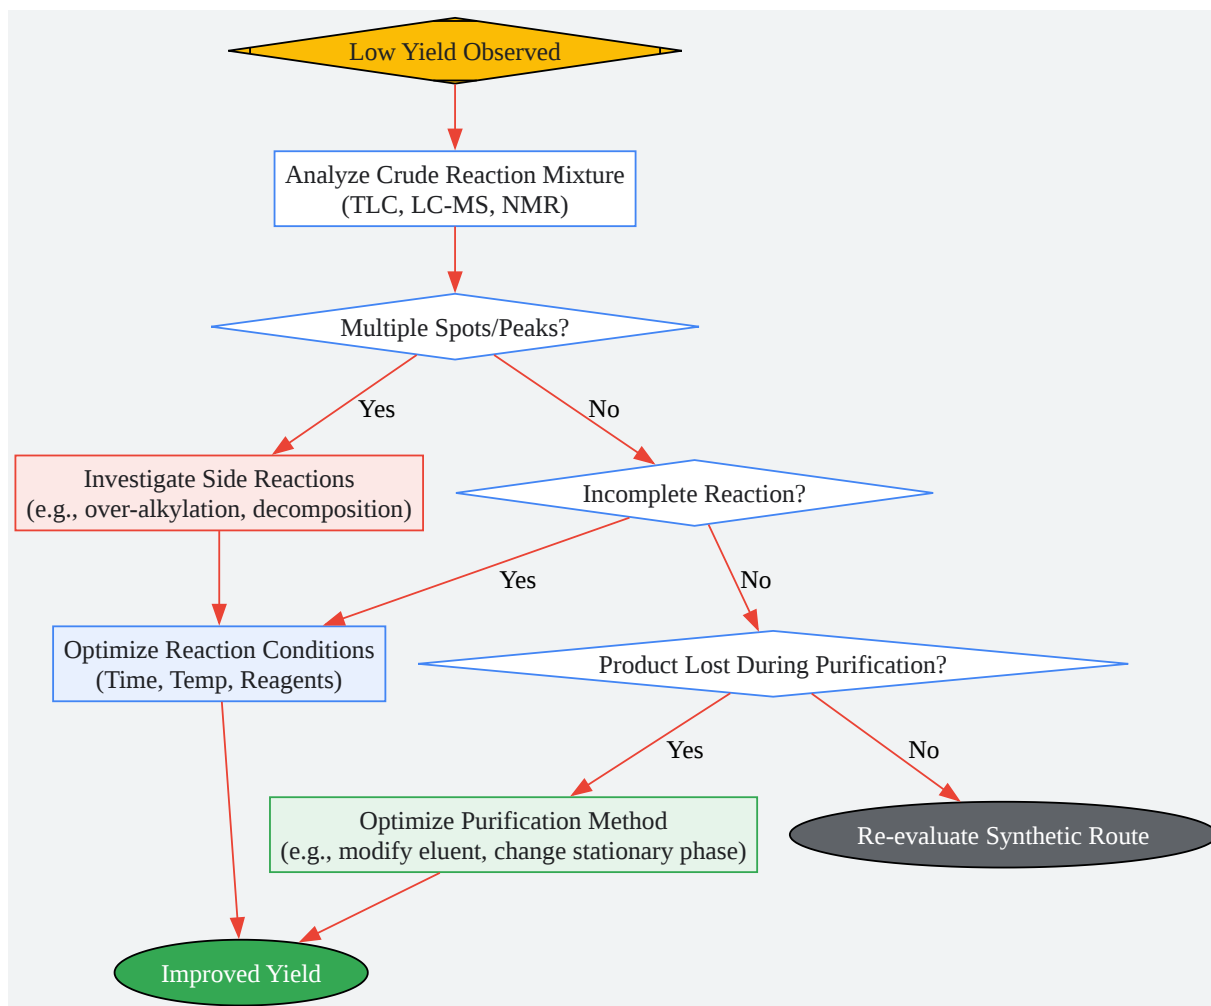 Low Yield Observed
Analyze Crude Reaction Mixture
(TLC, LC-MS, NMR)
Multiple Spots/Peaks?
Yes
No
Investigate Side Reactions
(e.g., over-alkylation, decomposition)
Incomplete Reaction?
Yes
No
Optimize Reaction Conditions
(Time, Temp, Reagents)
Product Lost During Purification?
Yes
No
Optimize Purification Method
(e.g., modify eluent, change stationary phase)
Re-evaluate Synthetic Route
Improved Yield